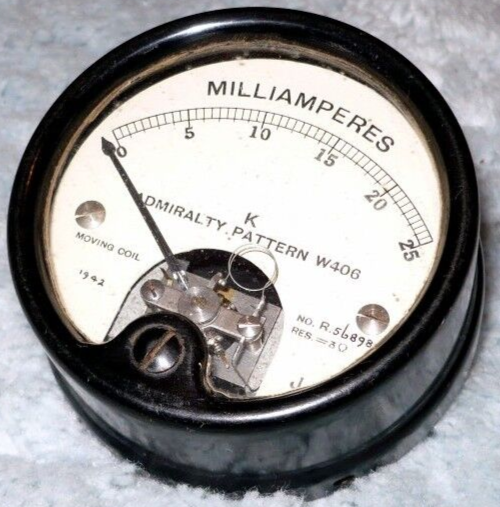 MILLIAMPERES
0 5 10 15 20 25
K
ADMIRALTY PATTERN W406
MOVING COIL
1942
NO. R.56898
RES = 30
J